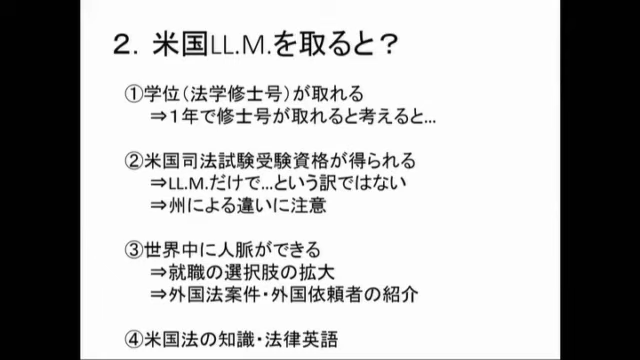 ２．米国LL.M.を取ると？
①学位（法学修士号）が取れる
⇒１年で修士号が取れると考えると…
②米国司法試験受験資格が得られる
⇒LL.M.だけで…という訳ではない
⇒州による違いに注意
③世界中に人脈ができる
⇒就職の選択肢の拡大
⇒外国法案件・外国依頼者の紹介
④米国法の知識・法律英語